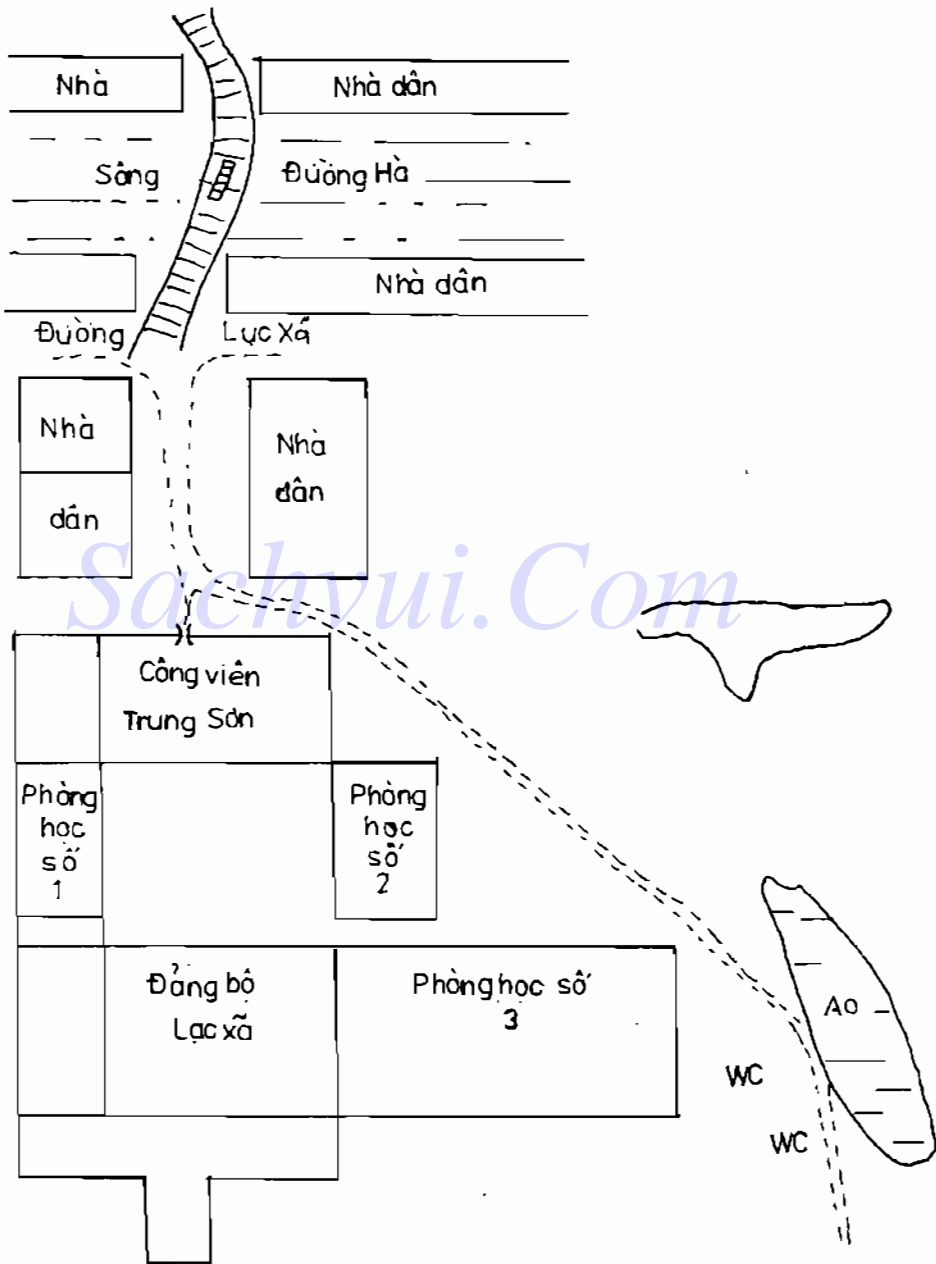 Nhà
Nhà dân
Sông
Đường Hà
Nhà dân
Đường
Lục Xá
Nhà
dấn
Nhà
dân
Sachvui.Com
Công viên
Trung Sơn
Phòng
học
số
1
Phòng
học
số
2
Đảng bộ
Lạc xã
Phòng học số
3
AO
WC
WC